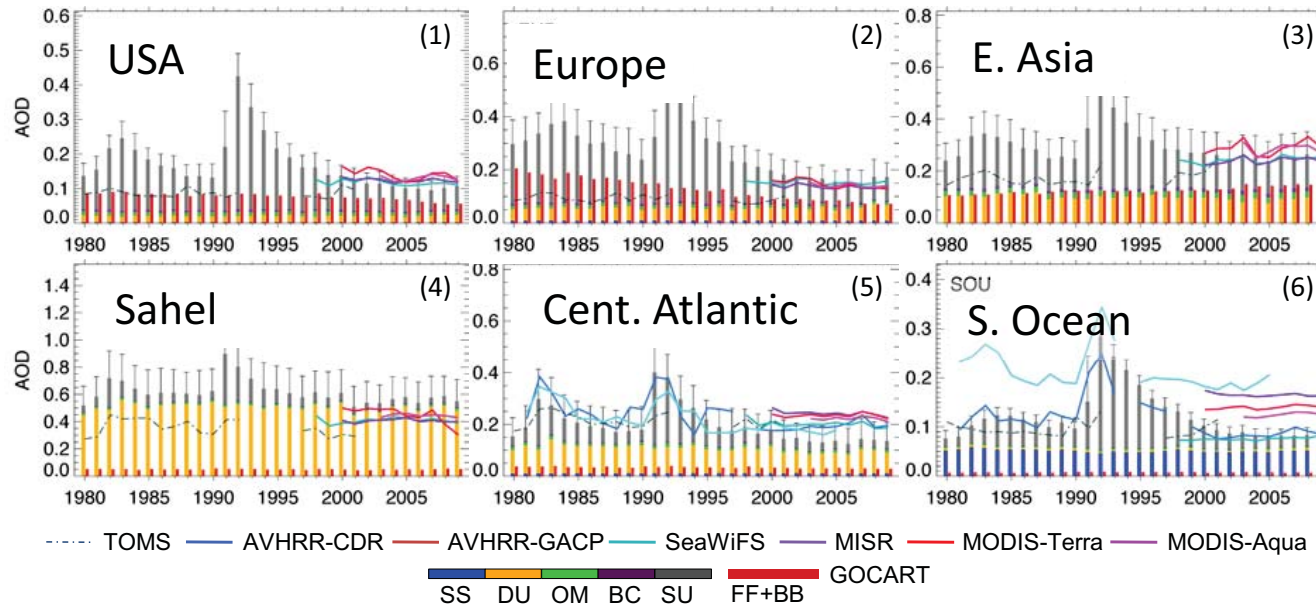 0.6
0.5
0.4
0.3
0.2
0.1
0.0
AOD
USA
(1)
1980 1985 1990 1995 2000 2005
0.6
0.4
0.2
0.0
Europe
(2)
1980 1985 1990 1995 2000 2005
0.8
0.6
0.4
0.2
0.0
E. Asia
(3)
1980 1985 1990 1995 2000 2005
1.4
1.2
1.0
0.8
0.6
0.4
0.2
0.0
AOD
Sahel
(4)
1980 1985 1990 1995 2000 2005
0.8
0.6
0.4
0.2
0.0
Cent. Atlantic
(5)
1980 1985 1990 1995 2000 2005
0.4
0.3
0.2
0.1
0.0
SOU
S. Ocean
(6)
1980 1985 1990 1995 2000 2005
TOMS AVHRR-CDR AVHRR-GACP SeaWiFS MISR MODIS-Terra MODIS-Aqua
GOCART
SS DU OM BC SU FF+BB